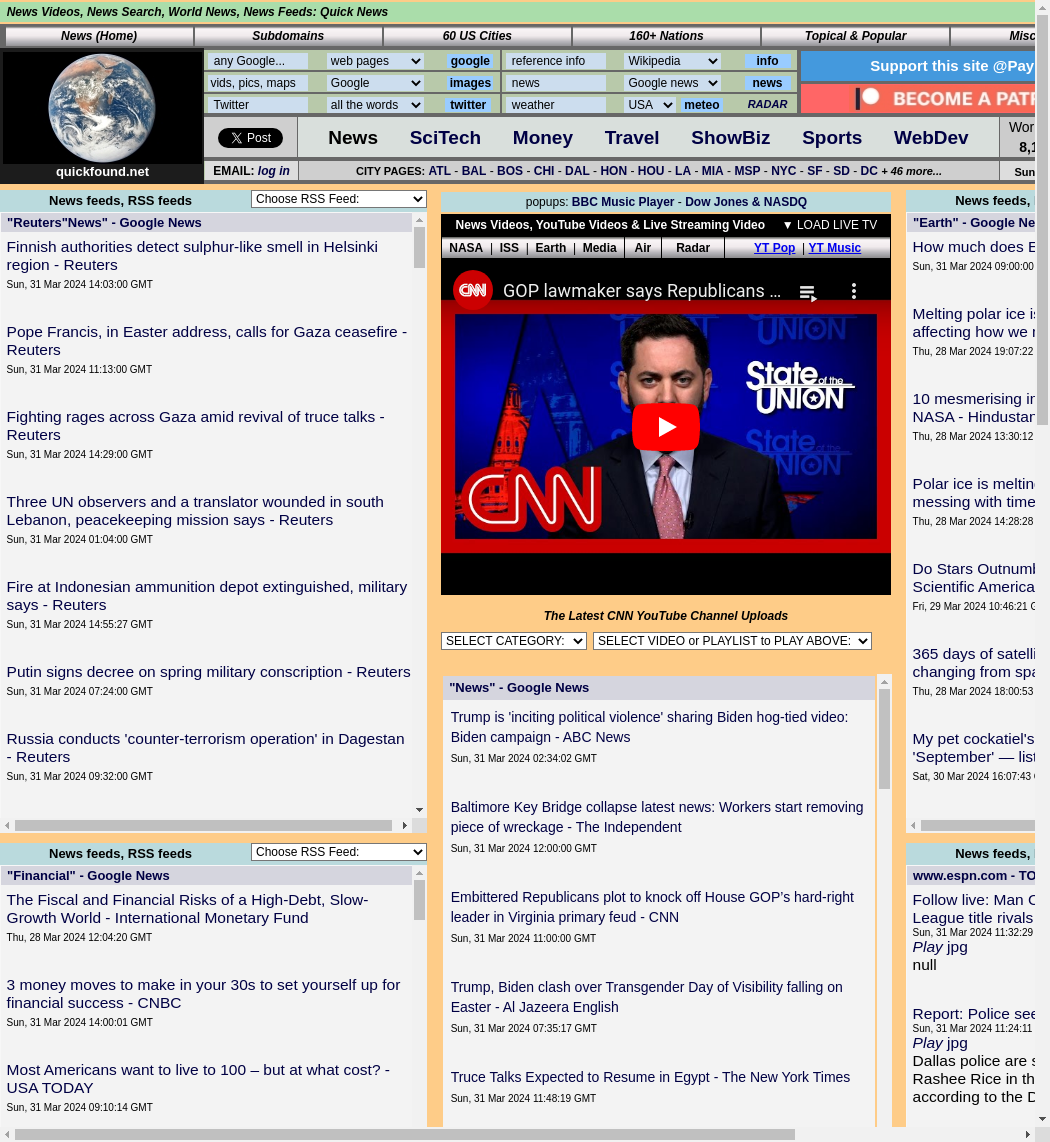 News Videos, News Search, World News, News Feeds: Quick News
News (Home) Subdomains 60 US Cities 160+ Nations Topical & Popular Misc
any Google... web pages google reference info Wikipedia info
vids, pics, maps Google images news Google news news
Twitter all the words twitter weather USA meteo RADAR
Support this site @Pay
BECOME A PATR
quickfound.net
Post News SciTech Money Travel ShowBiz Sports WebDev
Wor
8,1
EMAIL: log in CITY PAGES: ATL - BAL - BOS - CHI - DAL - HON - HOU - LA - MIA - MSP - NYC - SF - SD - DC + 46 more... Sun
News feeds, RSS feeds Choose RSS Feed:
"Reuters"News" - Google News
Finnish authorities detect sulphur-like smell in Helsinki
region - Reuters
Sun, 31 Mar 2024 14:03:00 GMT
Pope Francis, in Easter address, calls for Gaza ceasefire -
Reuters
Sun, 31 Mar 2024 11:13:00 GMT
Fighting rages across Gaza amid revival of truce talks -
Reuters
Sun, 31 Mar 2024 14:29:00 GMT
Three UN observers and a translator wounded in south
Lebanon, peacekeeping mission says - Reuters
Sun, 31 Mar 2024 01:04:00 GMT
Fire at Indonesian ammunition depot extinguished, military
says - Reuters
Sun, 31 Mar 2024 14:55:27 GMT
Putin signs decree on spring military conscription - Reuters
Sun, 31 Mar 2024 07:24:00 GMT
Russia conducts 'counter-terrorism operation' in Dagestan
- Reuters
Sun, 31 Mar 2024 09:32:00 GMT
News feeds, RSS feeds Choose RSS Feed:
"Financial" - Google News
The Fiscal and Financial Risks of a High-Debt, Slow-
Growth World - International Monetary Fund
Thu, 28 Mar 2024 12:04:20 GMT
3 money moves to make in your 30s to set yourself up for
financial success - CNBC
Sun, 31 Mar 2024 14:00:01 GMT
Most Americans want to live to 100 – but at what cost? -
USA TODAY
Sun, 31 Mar 2024 09:10:14 GMT
popups: BBC Music Player - Dow Jones & NASDQ
News Videos, YouTube Videos & Live Streaming Video ▼ LOAD LIVE TV
NASA | ISS | Earth | Media Air Radar YT Pop | YT Music
CNN GOP lawmaker says Republicans ...
UNION
State of the UNION
CNN
The Latest CNN YouTube Channel Uploads
SELECT CATEGORY: SELECT VIDEO or PLAYLIST to PLAY ABOVE:
"News" - Google News
Trump is 'inciting political violence' sharing Biden hog-tied video:
Biden campaign - ABC News
Sun, 31 Mar 2024 02:34:02 GMT
Baltimore Key Bridge collapse latest news: Workers start removing
piece of wreckage - The Independent
Sun, 31 Mar 2024 12:00:00 GMT
Embittered Republicans plot to knock off House GOP's hard-right
leader in Virginia primary feud - CNN
Sun, 31 Mar 2024 11:00:00 GMT
Trump, Biden clash over Transgender Day of Visibility falling on
Easter - Al Jazeera English
Sun, 31 Mar 2024 07:35:17 GMT
Truce Talks Expected to Resume in Egypt - The New York Times
Sun, 31 Mar 2024 11:48:19 GMT
News feeds,
"Earth" - Google Ne
How much does E
Sun, 31 Mar 2024 09:00:00
Melting polar ice is
affecting how we
Thu, 28 Mar 2024 19:07:22
10 mesmerising
NASA - Hindustan
Thu, 28 Mar 2024 13:30:12
Polar ice is melting
messing with time
Thu, 28 Mar 2024 14:28:28
Do Stars Outnumb
Scientific America
Fri, 29 Mar 2024 10:46:21 G
365 days of satelli
changing from spa
Thu, 28 Mar 2024 18:00:53
My pet cockatiel's
'September' — list
Sat, 30 Mar 2024 16:07:43
News feeds,
www.espn.com - TO
Follow live: Man C
League title rivals
Sun, 31 Mar 2024 11:32:29
Play jpg
null
Report: Police see
Sun, 31 Mar 2024 11:24:11
Play jpg
Dallas police are s
Rashee Rice in th
according to the D